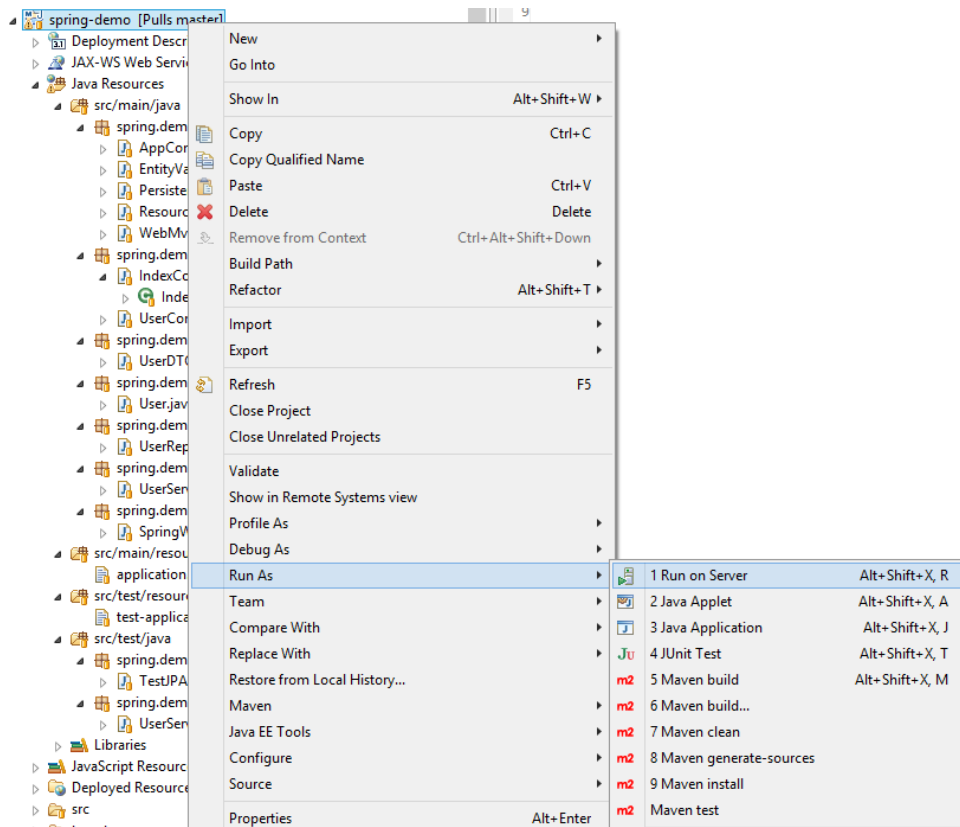 spring-demo [Pulls master]
Deployment Descr
JAX-WS Web Servi
Java Resources
src/main/java
spring.dem
AppCon
EntityVa
Persiste
Resourc
WebMv
spring.dem
IndexCo
Inde
UserCon
spring.dem
UserDTO
spring.dem
User.jav
spring.dem
UserRep
spring.dem
UserServ
spring.dem
SpringW
src/main/resou
application
src/test/resour
test-applica
src/test/java
spring.dem
TestJPA
spring.dem
UserServ
Libraries
JavaScript Resourc
Deployed Resource
src
9
New
Go Into
Show In Alt+Shift+W
Copy Ctrl+C
Copy Qualified Name
Paste Ctrl+V
Delete Delete
Remove from Context Ctrl+Alt+Shift+Down
Build Path
Refactor Alt+Shift+T
Import
Export
Refresh F5
Close Project
Close Unrelated Projects
Validate
Show in Remote Systems view
Profile As
Debug As
Run As
Team
Compare With
Replace With
Restore from Local History...
Maven
Java EE Tools
Configure
Source
Properties Alt+Enter
1 Run on Server Alt+Shift+X, R
2 Java Applet Alt+Shift+X, A
3 Java Application Alt+Shift+X, J
4 JUnit Test Alt+Shift+X, T
5 Maven build Alt+Shift+X, M
6 Maven build...
7 Maven clean
8 Maven generate-sources
9 Maven install
Maven test